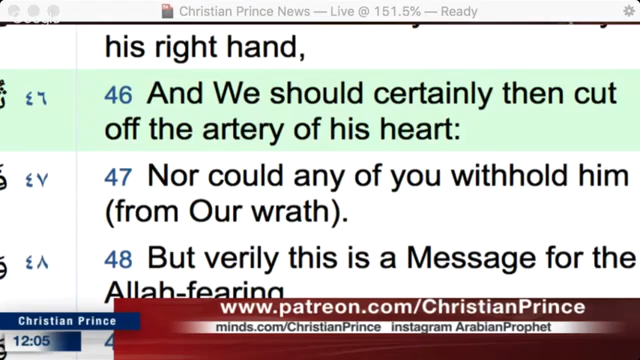 Christian Prince News — Live @ 151.5% — Ready
his right hand,
٤٦ 46 And We should certainly then cut
off the artery of his heart:
٤٧ 47 Nor could any of you withhold him
(from Our wrath).
٤٨ 48 But verily this is a Message for the
Allah-fearing
www.patreon.com/ChristianPrince
Christian Prince
minds.com/ChristianPrince instagram ArabianProphet
12:05